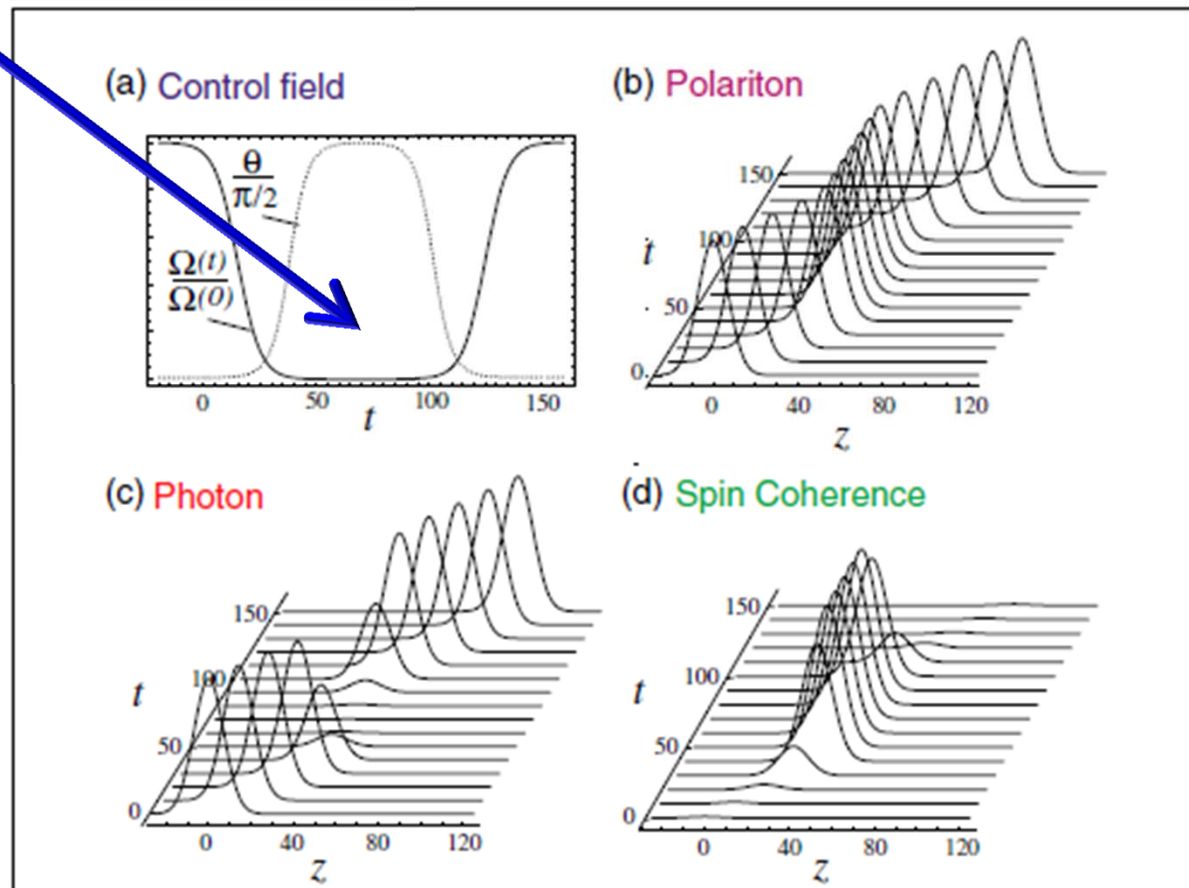 (a) Control field
θ
π/2
Ω(t)
Ω(0)
0 50 100 150
t
(b) Polariton
150
100
t
50
0
0 40 80 120
z
(c) Photon
150
100
t
50
0
0 40 80 120
z
(d) Spin Coherence
150
100
t
50
0
0 40 80 120
z